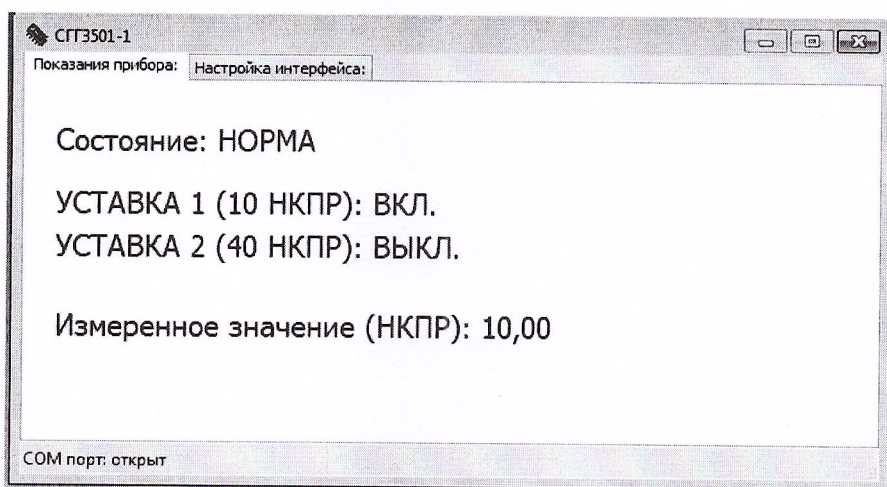 СГГ3501-1
Показания прибора: Настройка интерфейса:
Состояние: НОРМА
УСТАВКА 1 (10 НКПР): ВКЛ.
УСТАВКА 2 (40 НКПР): ВЫКЛ.
Измеренное значение (НКПР): 10,00
COM порт: открыт